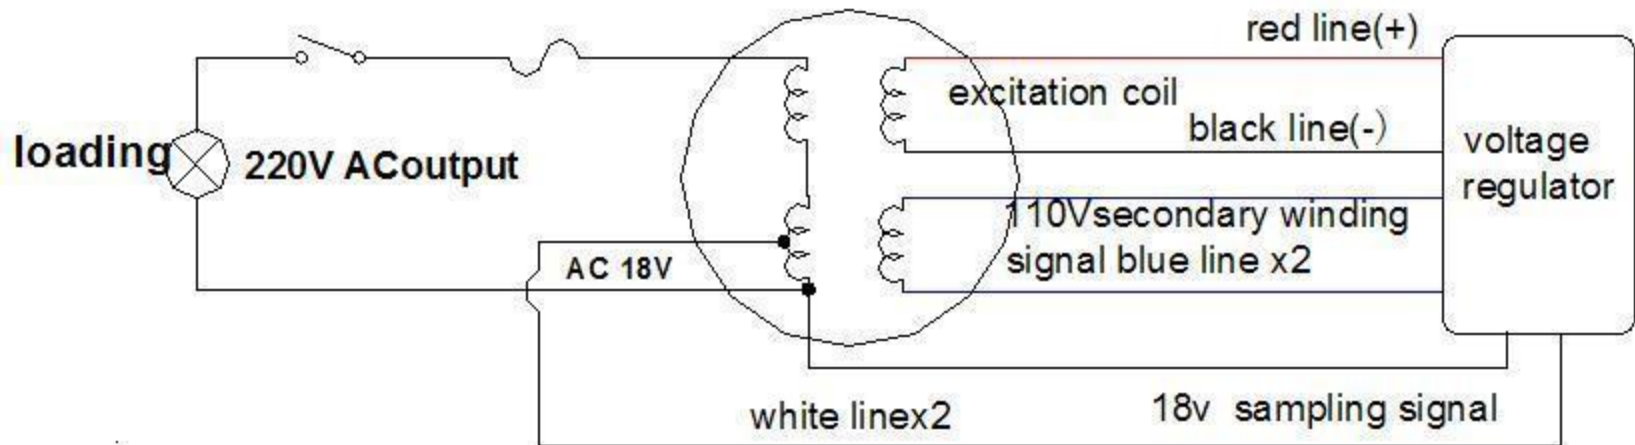 red line(+)
excitation coil
black line(-)
loading
220V ACoutput
voltage
regulator
110Vsecondary winding
signal blue line x2
AC 18V
white linex2
18v sampling signal